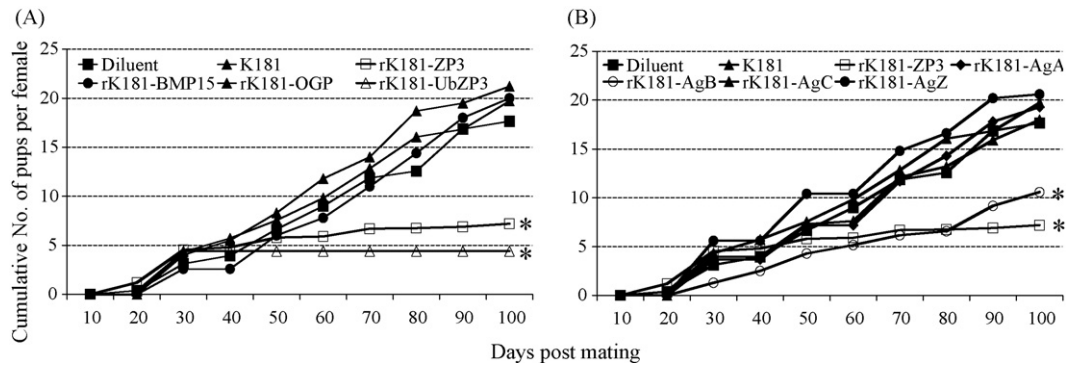 (A)
(B)
Cumulative No. of pups per female
25
20
15
10
5
0
Diluent K181 rK181-ZP3
rK181-BMP15 rK181-OGP rK181-UbZP3
*
*
10 20 30 40 50 60 70 80 90 100
25
20
15
10
5
0
Diluent K181 rK181-ZP3 rK181-AgA
rK181-AgB rK181-AgC rK181-AgZ
*
*
10 20 30 40 50 60 70 80 90 100
Days post mating